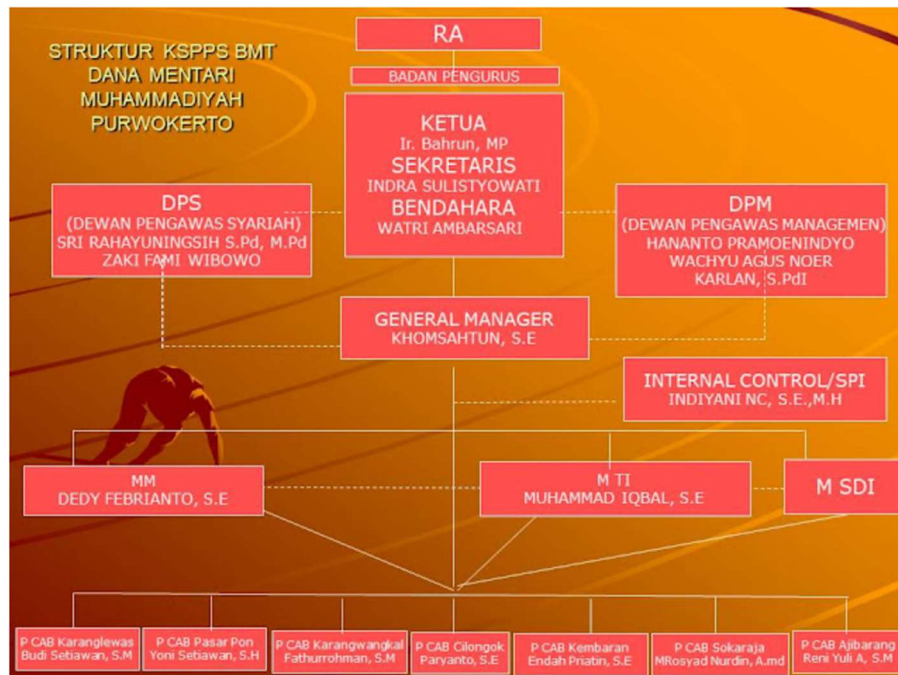 STRUKTUR KSPPS BMT
DANA MENTARI
MUHAMMADIYAH
PURWOKERTO
RA
BADAN PENGURUS
KETUA
Ir. Bahrun, MP
SEKRETARIS
INDRA SULISTYOWATI
BENDAHARA
WATRI AMBARSARI
DPS
(DEWAN PENGAWAS SYARIAH)
SRI RAHAYUNINGSIH S.Pd, M.Pd
ZAKI FAMI WIBOWO
DPM
(DEWAN PENGAWAS MANAGEMEN)
HANANTO PRAMOENINDYO
WACHYU AGUS NOER
KARLAN, S.PdI
GENERAL MANAGER
KHOMSAHTUN, S.E
INTERNAL CONTROL/SPI
INDIYANI NC, S.E.,M.H
MM
DEDY FEBRIANTO, S.E
M TI
MUHAMMAD IQBAL, S.E
M SDI
P CAB Karanglewas
Budi Setiawan, S.M
P CAB Pasar Pon
Yoni Setiawan, S.H
P CAB Karangwangkal
Fathurrohman, S.M
P CAB Cilongok
Paryanto, S.E
P CAB Kembaran
Endah Priatin, S.E
P CAB Sokaraja
MRosyad Nurdin, A.md
P CAB Ajibarang
Reni Yuli A, S.M